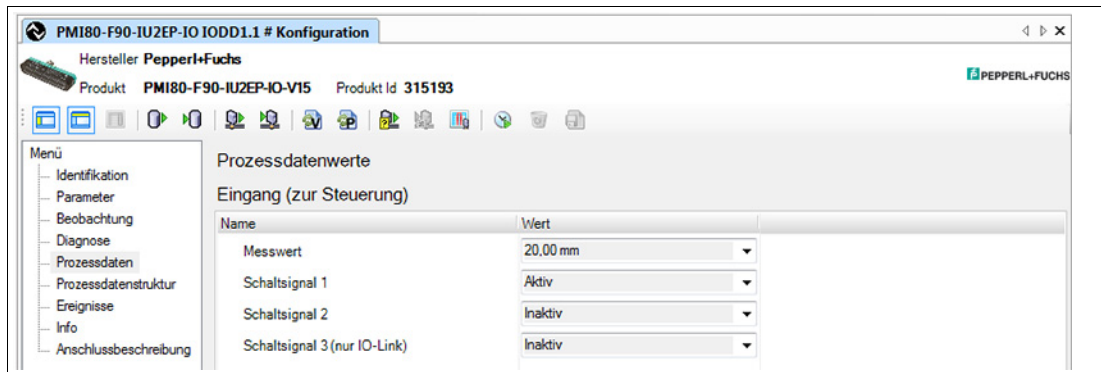 PMI80-F90-IU2EP-IO IODD1.1 # Konfiguration
Hersteller Pepperl+Fuchs
Produkt PMI80-F90-IU2EP-IO-V15 Produkt Id 315193
PEPPERL+FUCHS
Menü
Identifikation
Parameter
Beobachtung
Diagnose
Prozessdaten
Prozessdatenstruktur
Ereignisse
Info
Anschlussbeschreibung
Prozessdatenwerte
Eingang (zur Steuerung)
Name Wert
Messwert 20,00 mm
Schaltsignal 1 Aktiv
Schaltsignal 2 Inaktiv
Schaltsignal 3 (nur IO-Link) Inaktiv